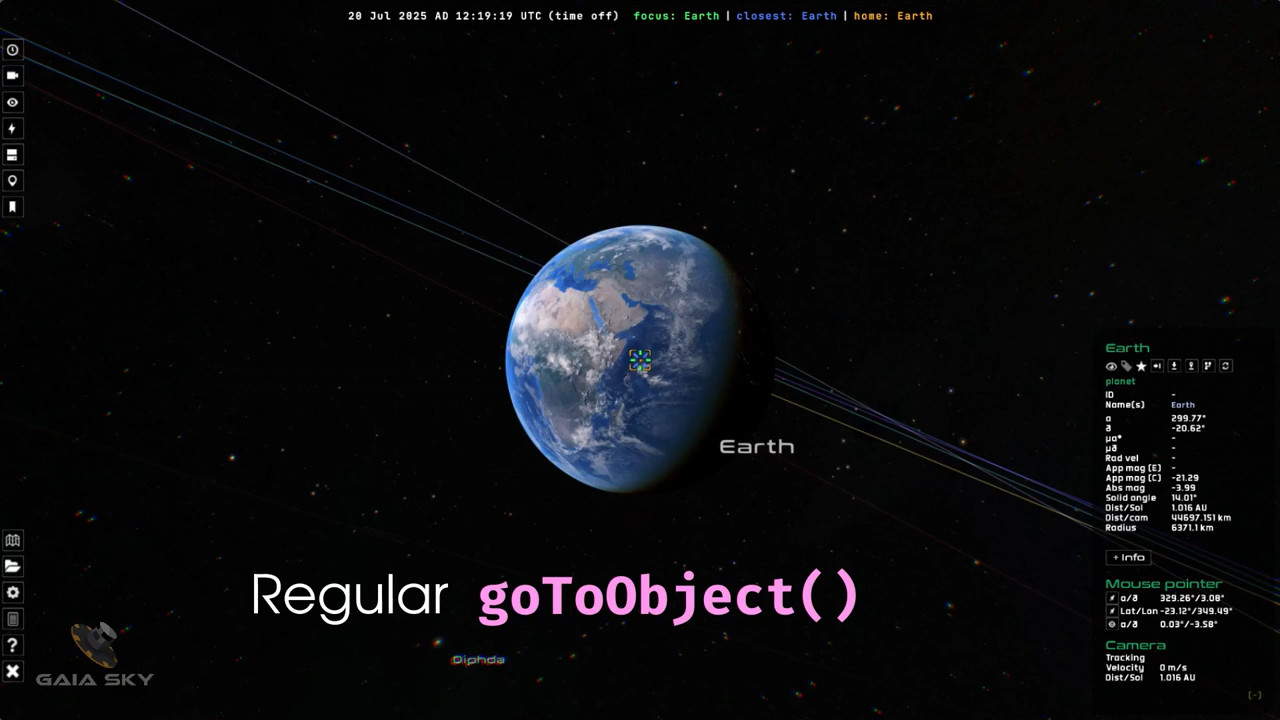 20 Jul 2025 AD 12:19:19 UTC (time off) focus: Earth | closest: Earth | home: Earth
Earth
planet
ID -
Name(s) Earth
α 299.77°
δ -20.62°
μα* -
μδ -
Rad vel -
App mag (E) -
App mag (C) -21.29
Abs mag -3.99
Solid angle 14.01°
Dist/Sol 1.016 AU
Dist/cam 44697.151 km
Radius 6371.1 km
+ Info
Mouse pointer
α/δ 329.26°/3.08°
Lat/Lon -23.12°/349.49°
α/δ 0.03°/-3.58°
Camera
Tracking
Velocity 0 m/s
Dist/Sol 1.016 AU
[-]
Earth
Regular goToObject()
Diphda
GAIA SKY